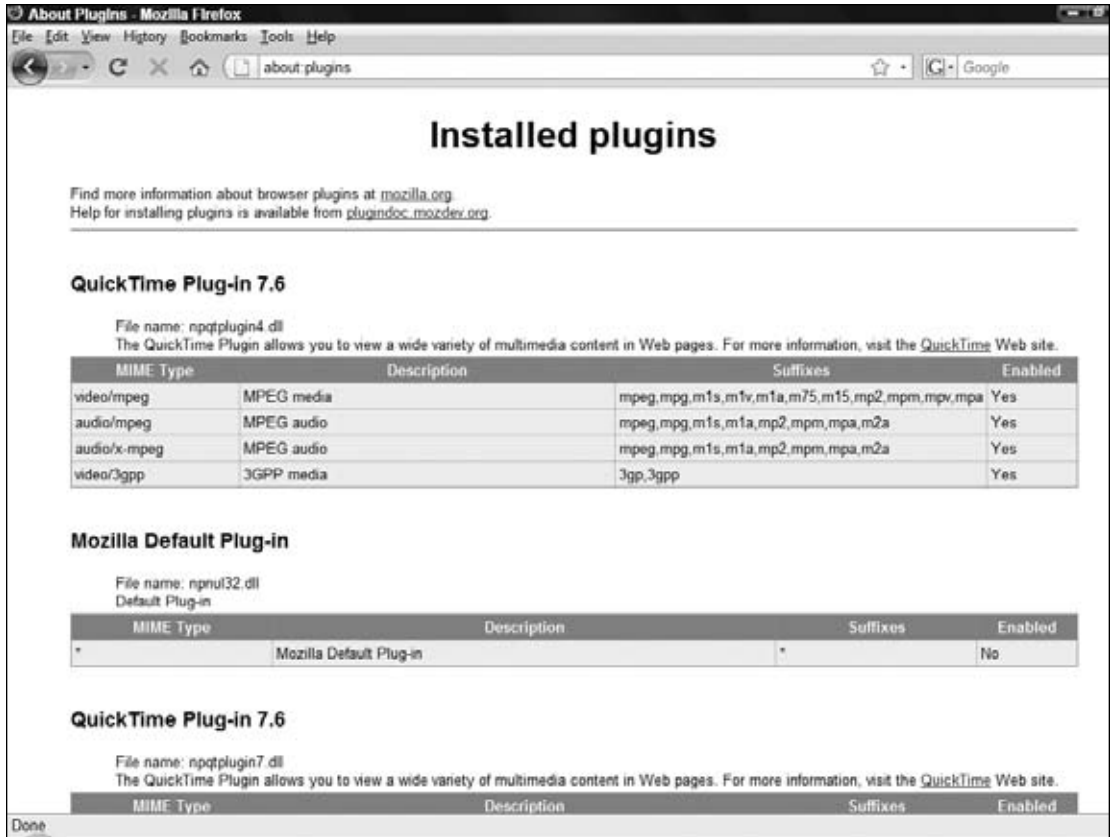 About Plugins - Mozilla Firefox
File Edit View History Bookmarks Tools Help
about:plugins
G Google
Installed plugins
Find more information about browser plugins at mozilla.org.
Help for installing plugins is available from plugindoc.mozdev.org.
QuickTime Plug-in 7.6
File name: npqtplugin4.dll
The QuickTime Plugin allows you to view a wide variety of multimedia content in Web pages. For more information, visit the QuickTime Web site.
MIME Type Description Suffixes Enabled
video/mpeg MPEG media mpeg,mpg,m1s,m1v,m1a,m75,m15,mp2,mpm,mpv,mpa Yes
audio/mpeg MPEG audio mpeg,mpg,m1s,m1a,mp2,mpm,mpa,m2a Yes
audio/x-mpeg MPEG audio mpeg,mpg,m1s,m1a,mp2,mpm,mpa,m2a Yes
video/3gpp 3GPP media 3gp,3gpp Yes
Mozilla Default Plug-in
File name: npnul32.dll
Default Plug-in
MIME Type Description Suffixes Enabled
* Mozilla Default Plug-in * No
QuickTime Plug-in 7.6
File name: npqtplugin7.dll
The QuickTime Plugin allows you to view a wide variety of multimedia content in Web pages. For more information, visit the QuickTime Web site.
MIME Type Description Suffixes Enabled
Done